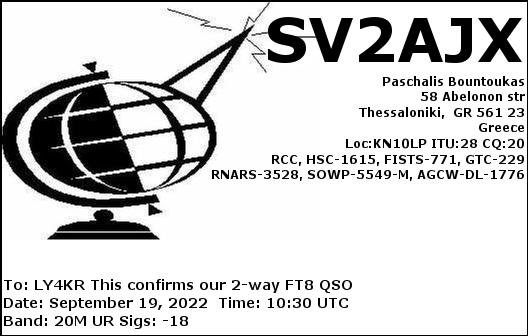 SV2AJX
Paschalis Bountoukas
58 Abelonon str
Thessaloniki,  GR 561 23
Greece
Loc:KN10LP ITU:28 CQ:20
RCC, HSC-1615, FISTS-771, GTC-229
RNARS-3528, SOWP-5549-M, AGCW-DL-1776
To: LY4KR This confirms our 2-way FT8 QSO
Date: September 19, 2022  Time: 10:30 UTC
Band: 20M UR Sigs: -18